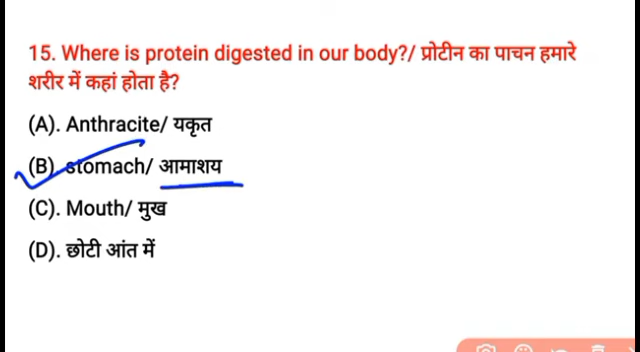 15. Where is protein digested in our body?/ प्रोटीन का पाचन हमारे
शरीर में कहां होता है?
(A). Anthracite/ यकृत
(B). stomach/ आमाशय
(C). Mouth/ मुख
(D). छोटी आंत में